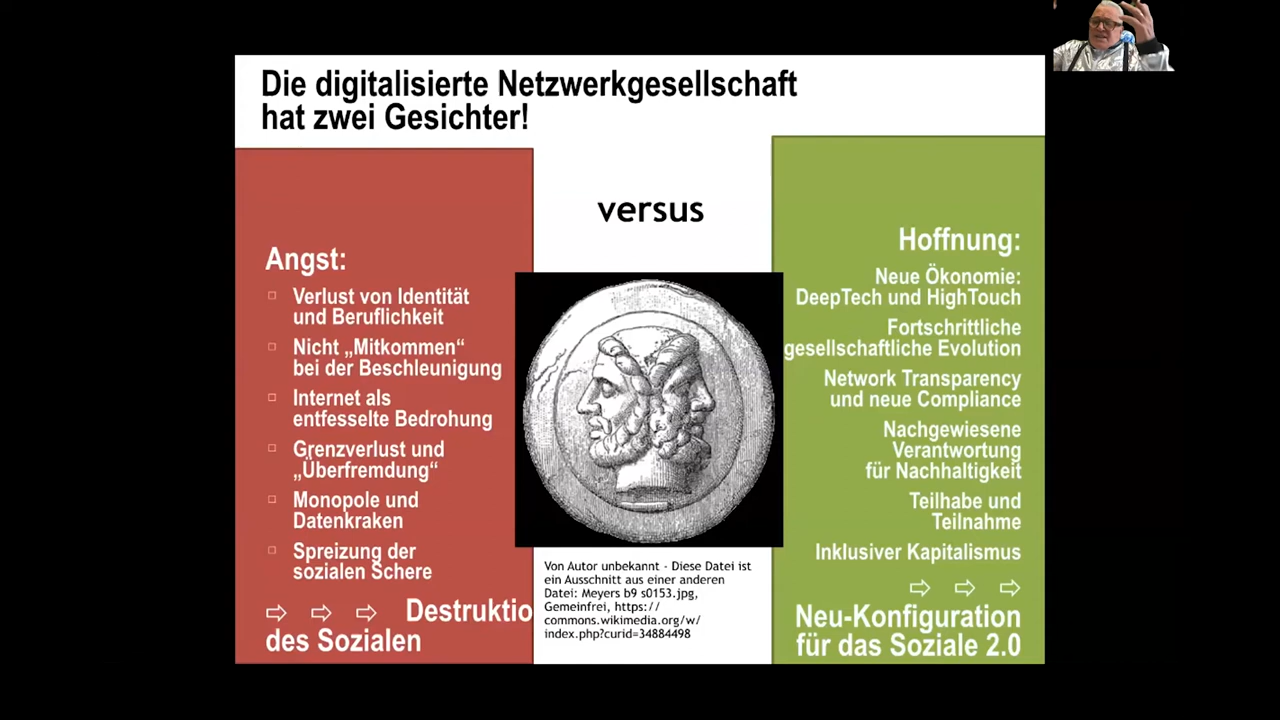 Die digitalisierte Netzwerkgesellschaft
hat zwei Gesichter!
versus
Angst:
Verlust von Identität
und Beruflichkeit
Nicht „Mitkommen“
bei der Beschleunigung
Internet als
entfesselte Bedrohung
Grenzverlust und
„Überfremdung“
Monopole und
Datenkraken
Spreizung der
sozialen Schere
⇨ ⇨ ⇨ Destruktio
des Sozialen
Von Autor unbekannt - Diese Datei ist
ein Ausschnitt aus einer anderen
Datei: Meyers b9 s0153.jpg,
Gemeinfrei, https://
commons.wikimedia.org/w/
index.php?curid=34884498
Hoffnung:
Neue Ökonomie:
DeepTech und HighTouch
Fortschrittliche
gesellschaftliche Evolution
Network Transparency
und neue Compliance
Nachgewiesene
Verantwortung
für Nachhaltigkeit
Teilhabe und
Teilnahme
Inklusiver Kapitalismus
⇨ ⇨ ⇨
Neu-Konfiguration
für das Soziale 2.0